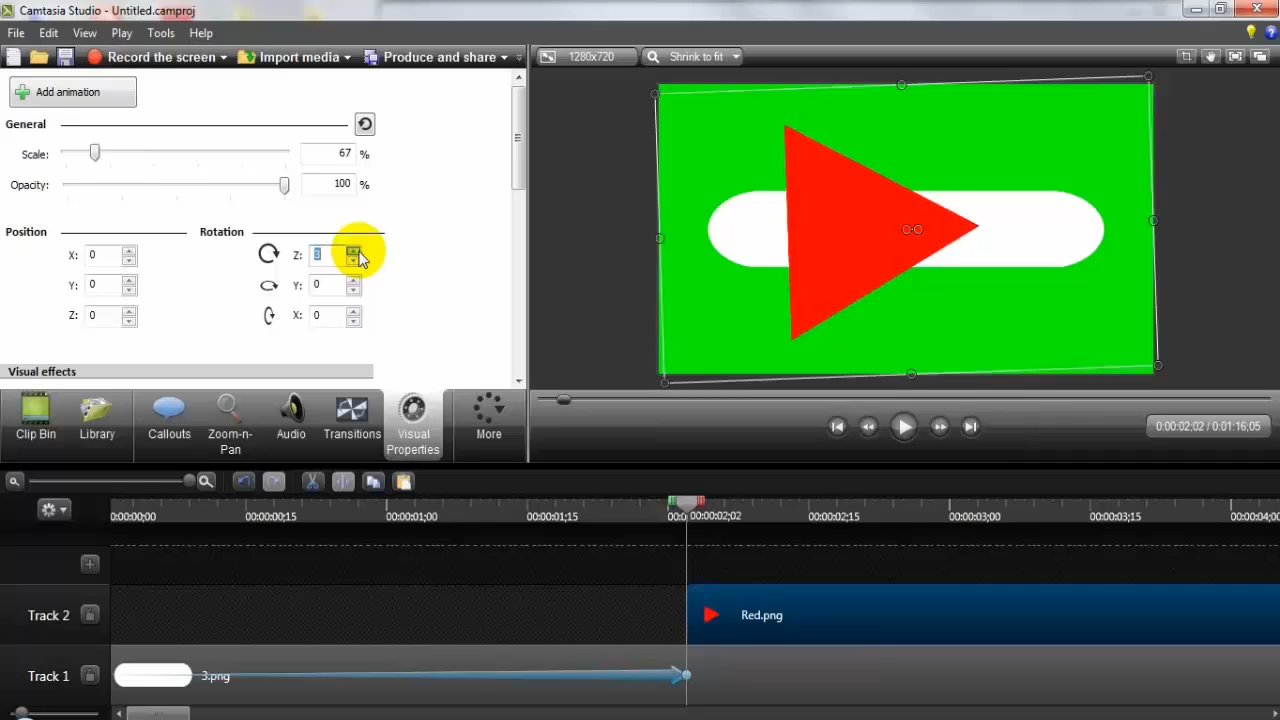 Camtasia Studio - Untitled.camproj
File Edit View Play Tools Help
Record the screen Import media Produce and share 1280x720 Shrink to fit
Add animation
General
Scale: 67 %
Opacity: 100 %
Position Rotation
X: 0 Z: 3
Y: 0 Y: 0
Z: 0 X: 0
Visual effects
Clip Bin Library Callouts Zoom-n-Pan Audio Transitions Visual Properties More
0:00:02;02 / 0:01:16;05
00:00:00;00 00:00:00;15 00:00:01;00 00:00:01;15 00:0 00:00:02;02 00:00:02;15 00:00:03;00 00:00:03;15 00:00:04;00
Track 2 Red.png
Track 1 3.png